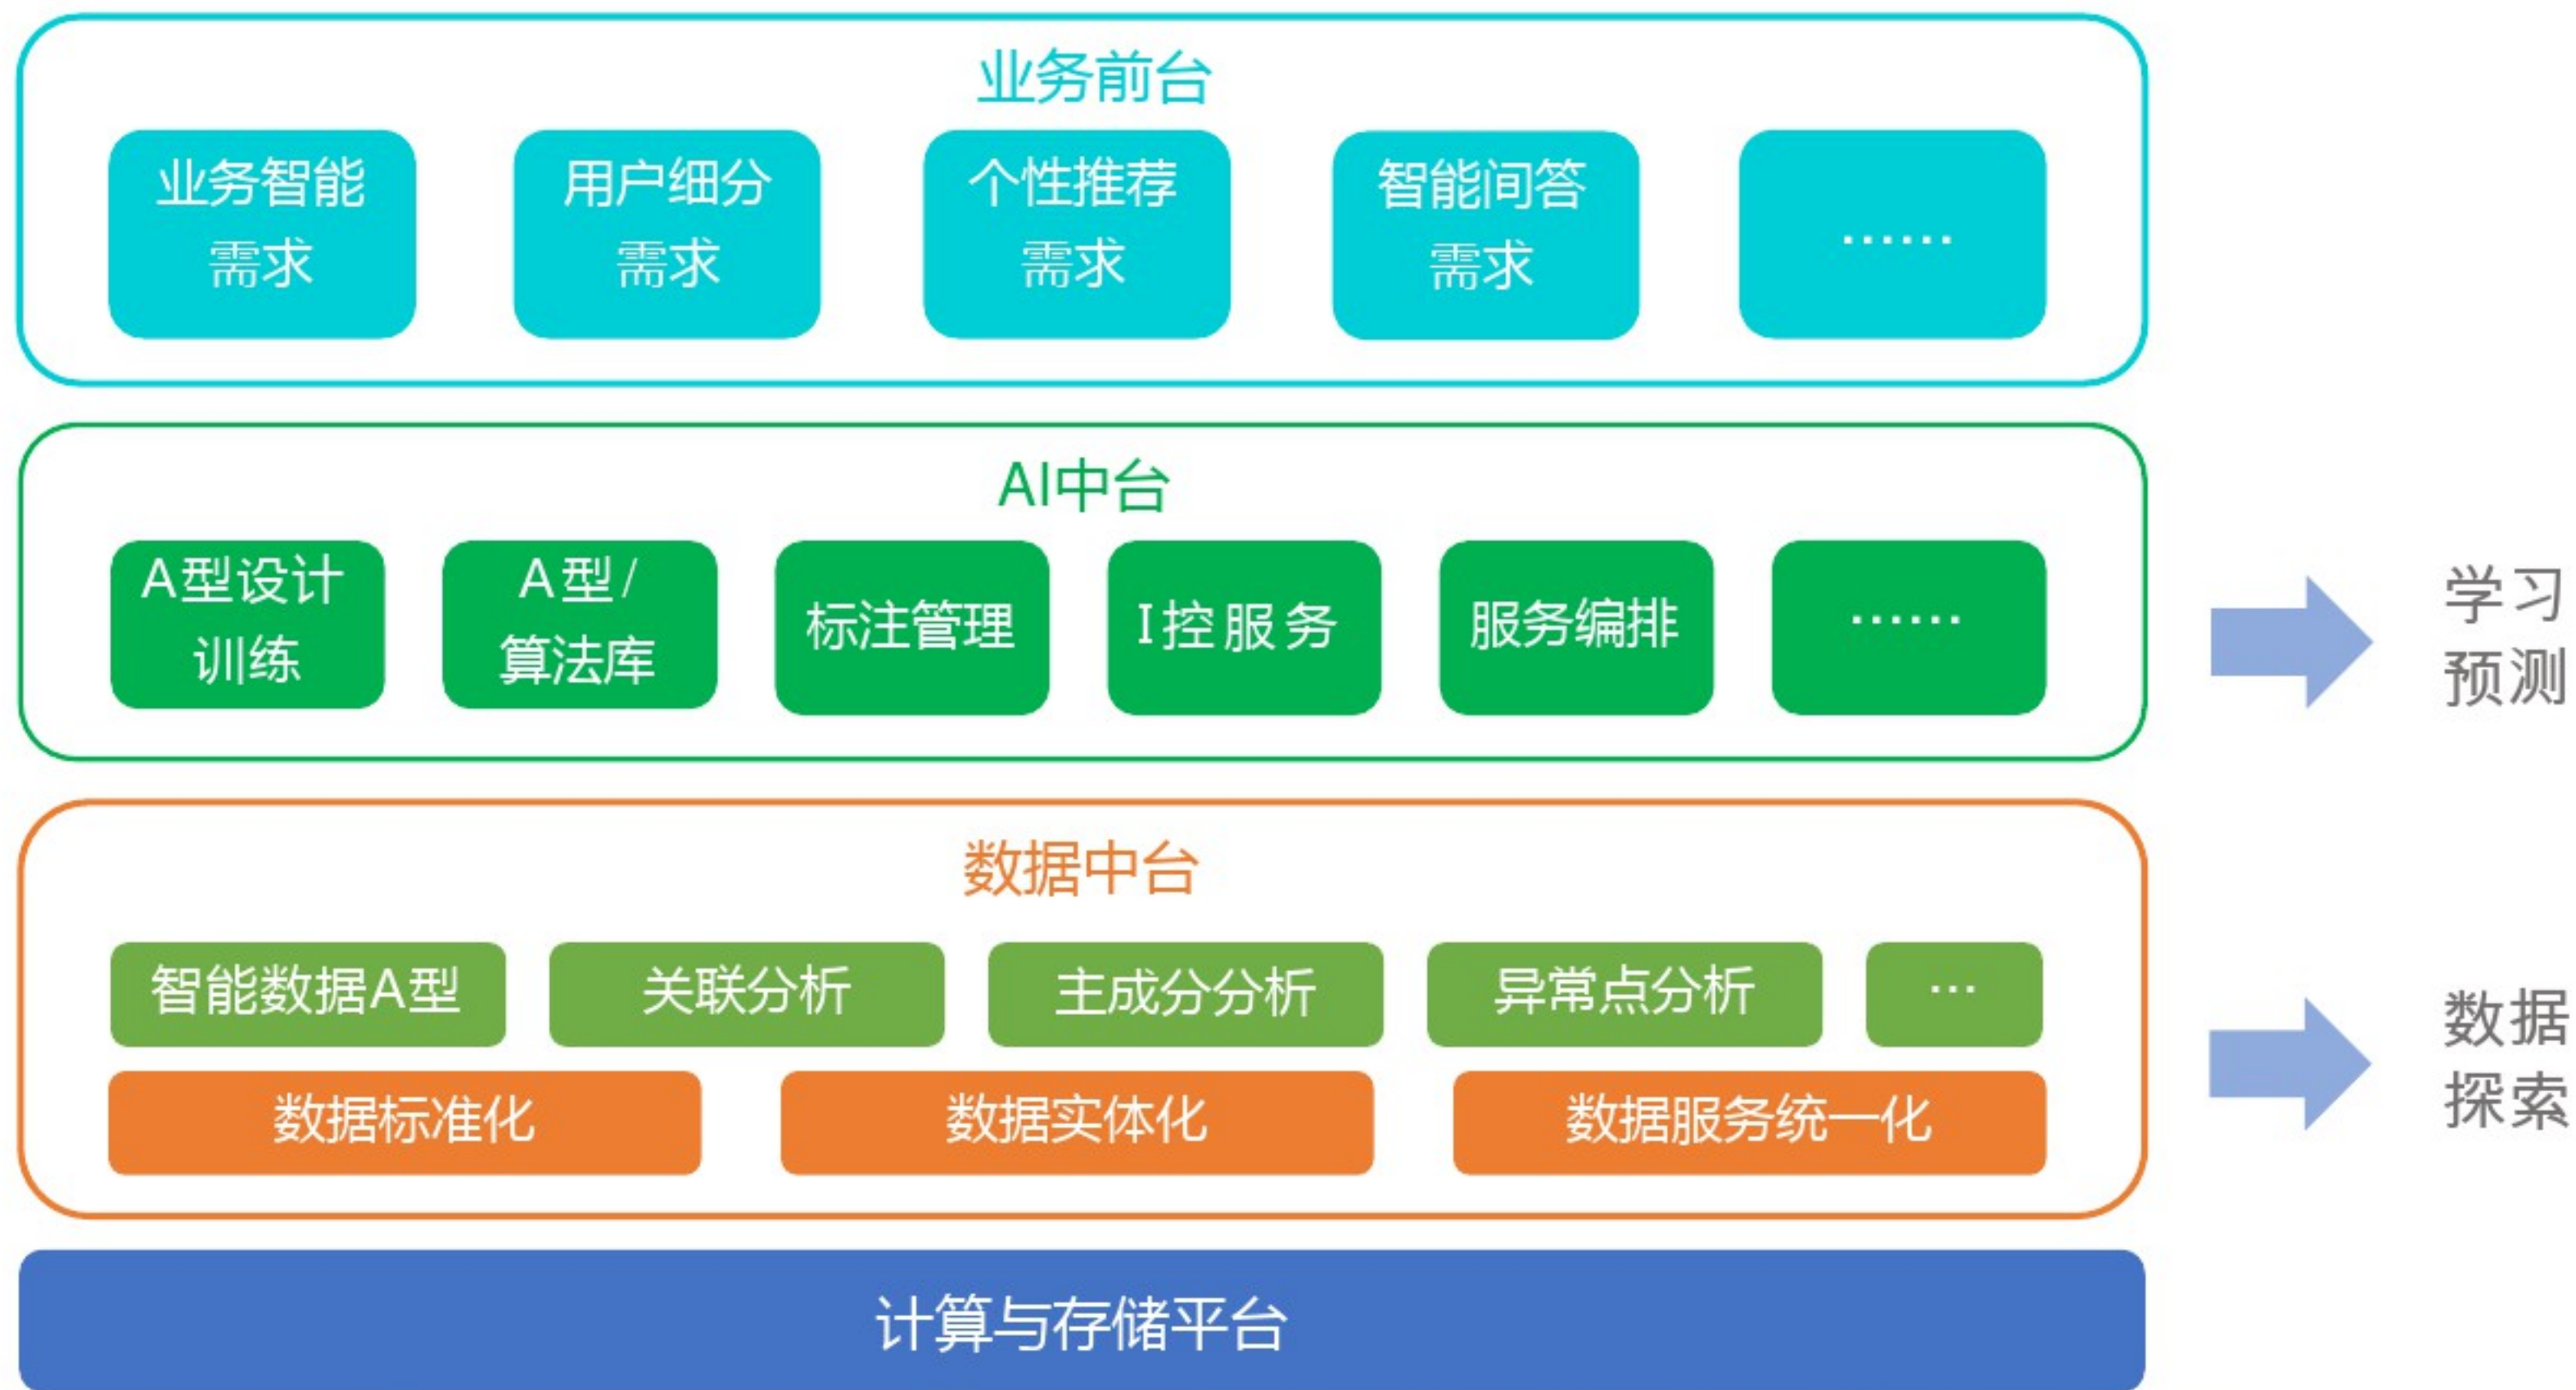 业务前台
业务智能
需求
用户细分
需求
个性推荐
需求
智能间答
需求
······
AI中台
A型设计
训练
A型/
算法库
标注管理
I控服务
服务编排
······
学习
预测
数据中台
智能数据A型
关联分析
主成分分析
异常点分析
···
数据标准化
数据实体化
数据服务统一化
数据
探索
计算与存储平台